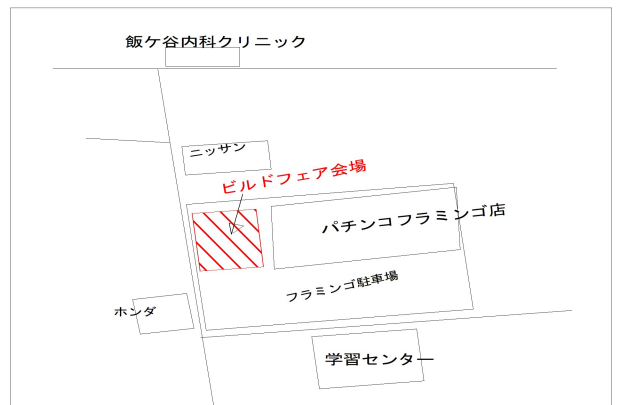 飯ケ谷内科クリニック
ニッサン
ビルドフェア会場
パチンコフラミンゴ店
フラミンゴ駐車場
ホンダ
学習センター